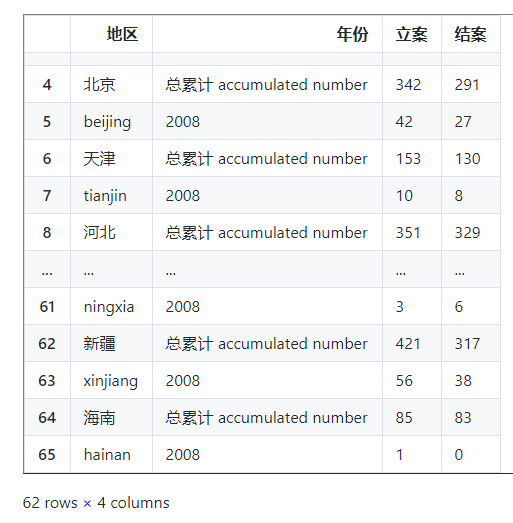 地区 年份 立案 结案
4 北京 总累计 accumulated number 342 291
5 beijing 2008 42 27
6 天津 总累计 accumulated number 153 130
7 tianjin 2008 10 8
8 河北 总累计 accumulated number 351 329
... ... ... ... ...
61 ningxia 2008 3 6
62 新疆 总累计 accumulated number 421 317
63 xinjiang 2008 56 38
64 海南 总累计 accumulated number 85 83
65 hainan 2008 1 0
62 rows × 4 columns